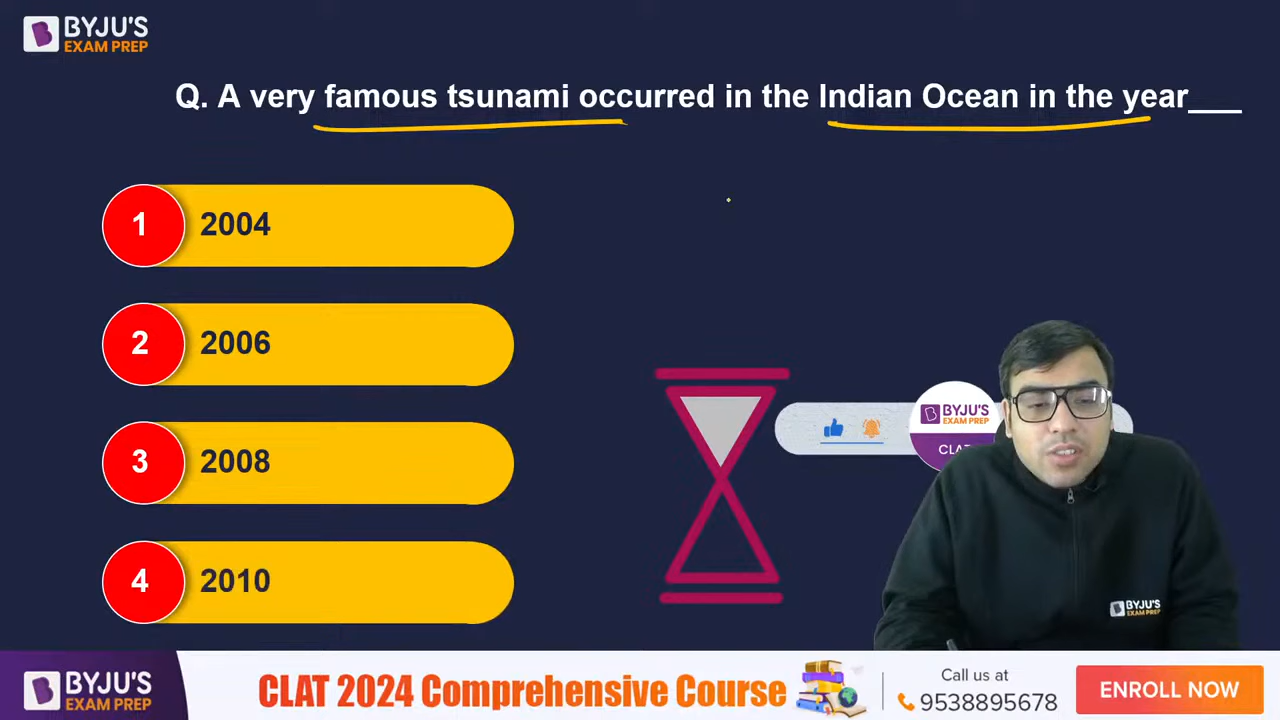 BYJU'S
EXAM PREP
Q. A very famous tsunami occurred in the Indian Ocean in the year___
1 2004
2 2006
3 2008
4 2010
BYJU'S
EXAM PREP
BYJU'S
EXAM PREP
BYJU'S
EXAM PREP
CLAT 2024 Comprehensive Course
Call us at
9538895678
ENROLL NOW